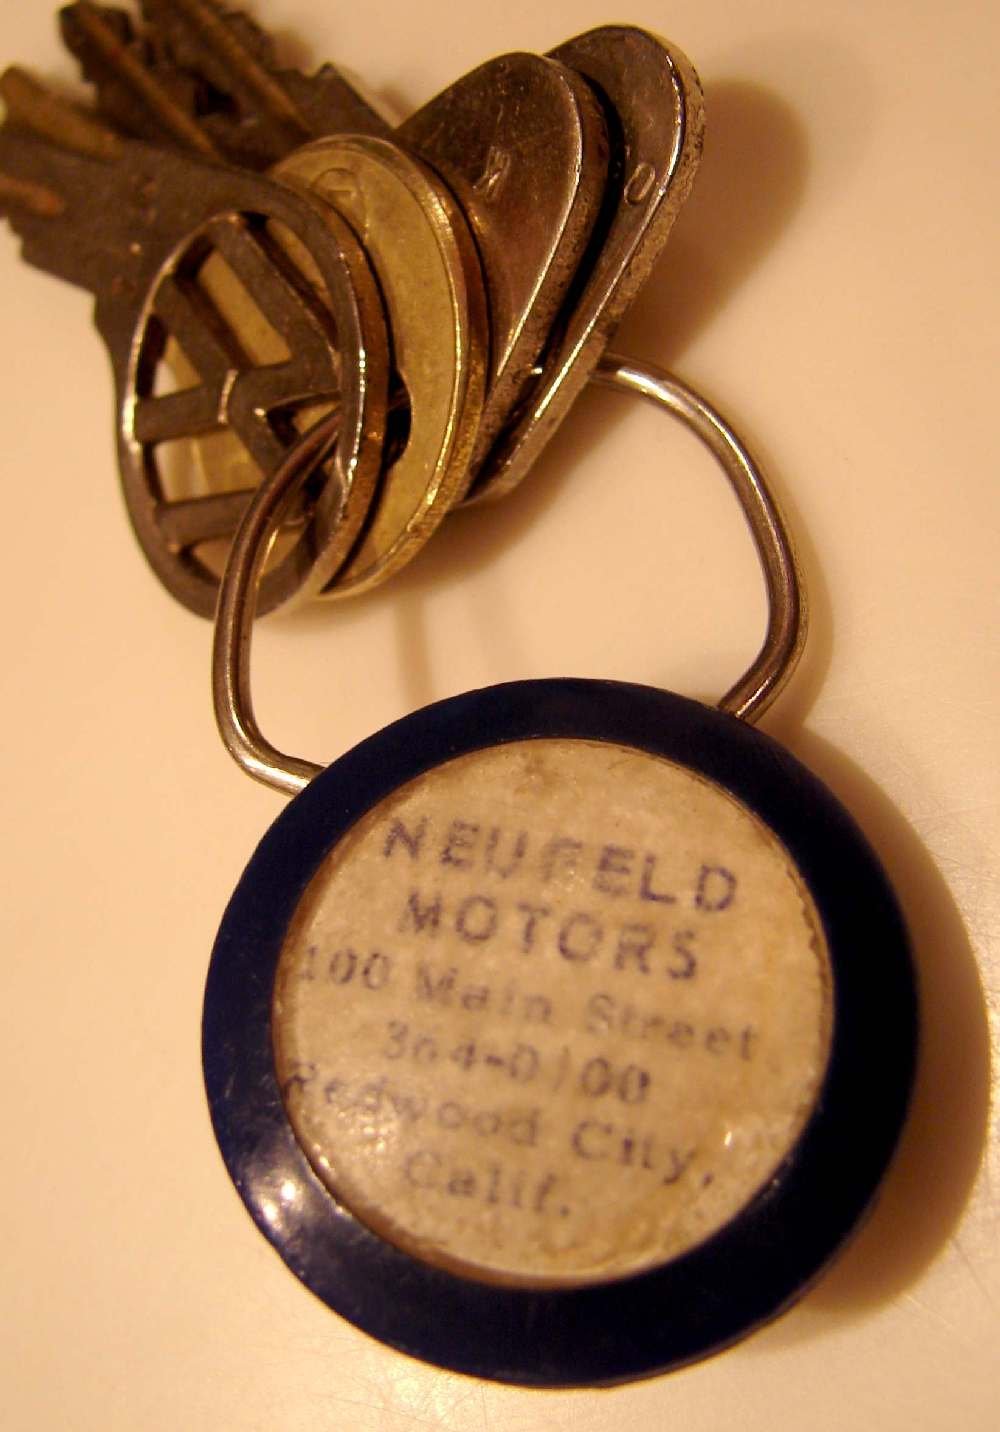 NEUFELD
MOTORS
100 Main Street
364-0100
Redwood City,
Calif.